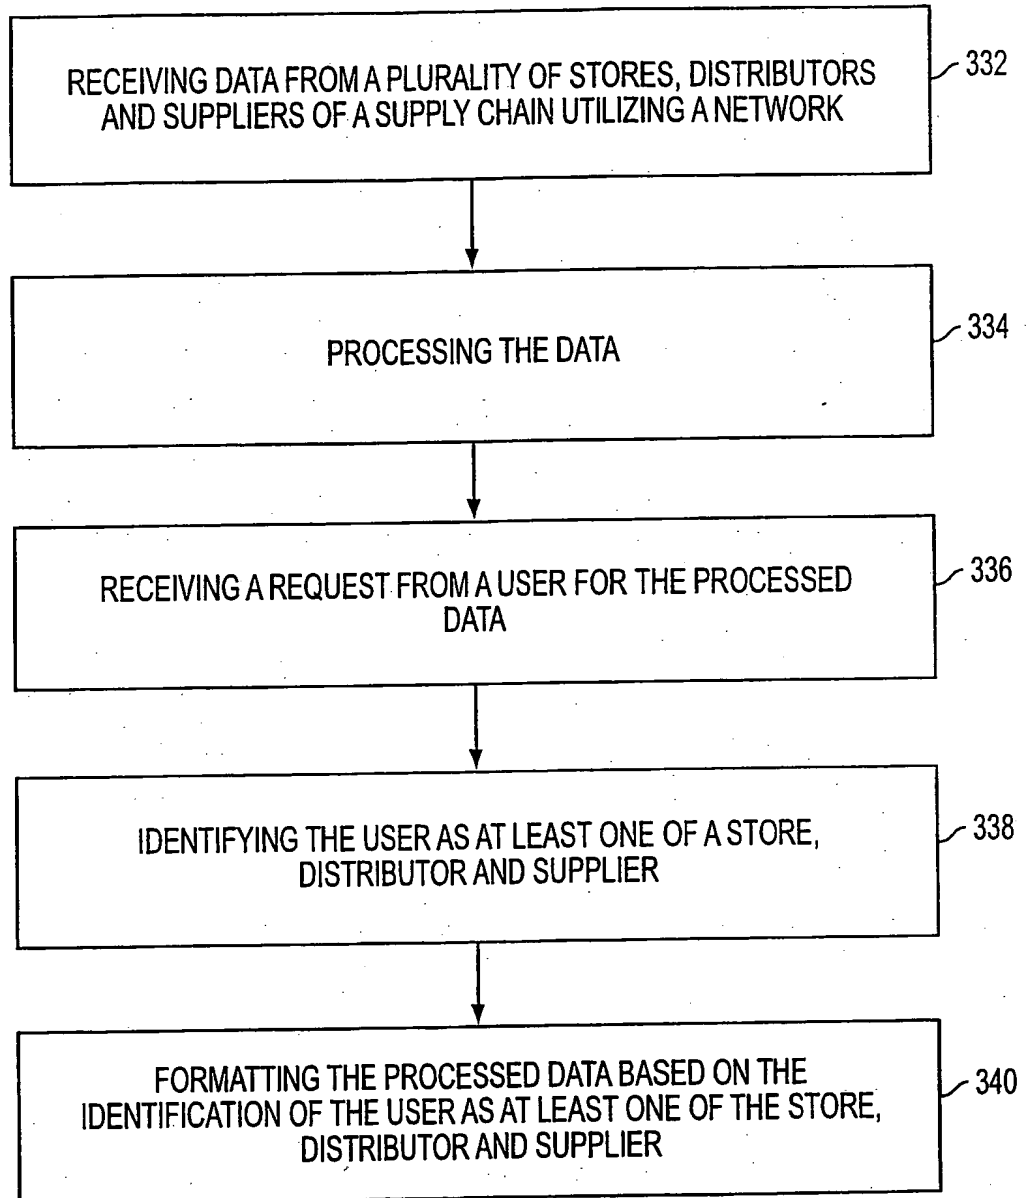 RECEIVING DATA FROM A PLURALITY OF STORES, DISTRIBUTORS
AND SUPPLIERS OF A SUPPLY CHAIN UTILIZING A NETWORK
332
PROCESSING THE DATA
334
RECEIVING A REQUEST FROM A USER FOR THE PROCESSED
DATA
336
IDENTIFYING THE USER AS AT LEAST ONE OF A STORE,
DISTRIBUTOR AND SUPPLIER
338
FORMATTING THE PROCESSED DATA BASED ON THE
IDENTIFICATION OF THE USER AS AT LEAST ONE OF THE STORE,
DISTRIBUTOR AND SUPPLIER
340